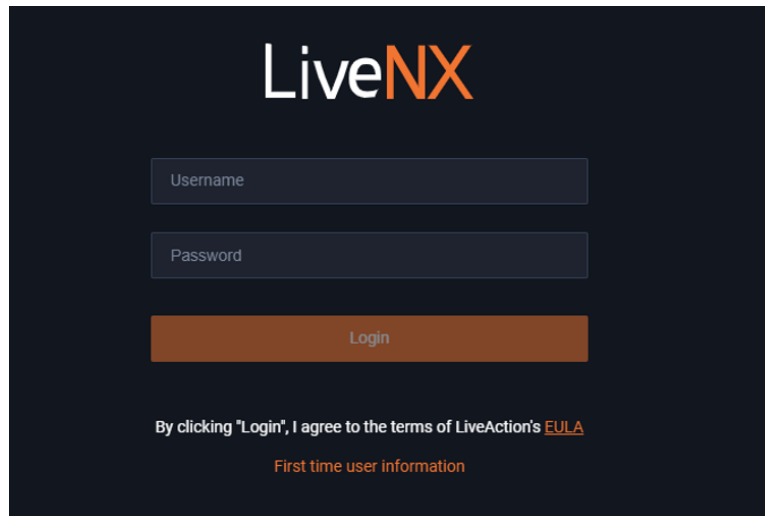 LiveNX
Username
Password
Login
By clicking "Login", I agree to the terms of LiveAction's EULA
First time user information